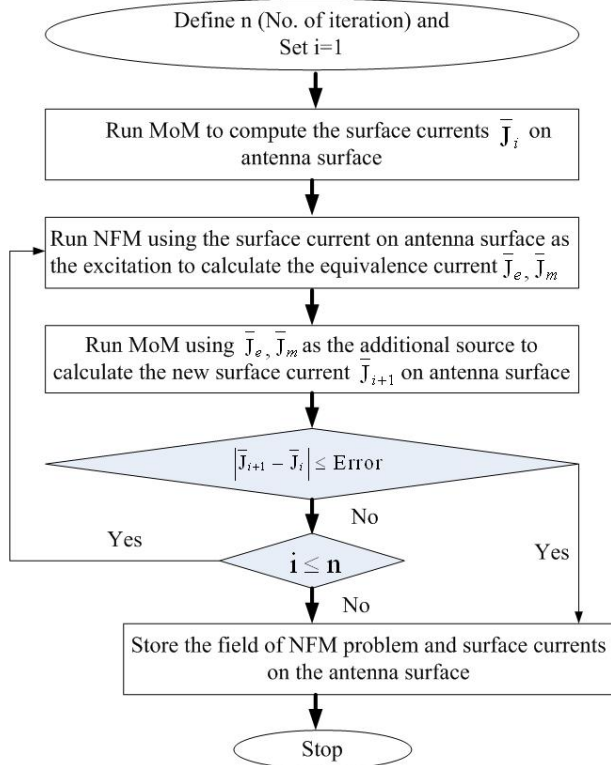 Define n (No. of iteration) and
Set i=1
Run MoM to compute the surface currents J̅ᵢ on
antenna surface
Run NFM using the surface current on antenna surface as
the excitation to calculate the equivalence current J̅ₑ, J̅ₘ
Run MoM using J̅ₑ, J̅ₘ as the additional source to
calculate the new surface current J̅ᵢ₊₁ on antenna surface
|J̅ᵢ₊₁ − J̅ᵢ| ≤ Error
No
Yes
Yes
i ≤ n
No
Store the field of NFM problem and surface currents
on the antenna surface
Stop